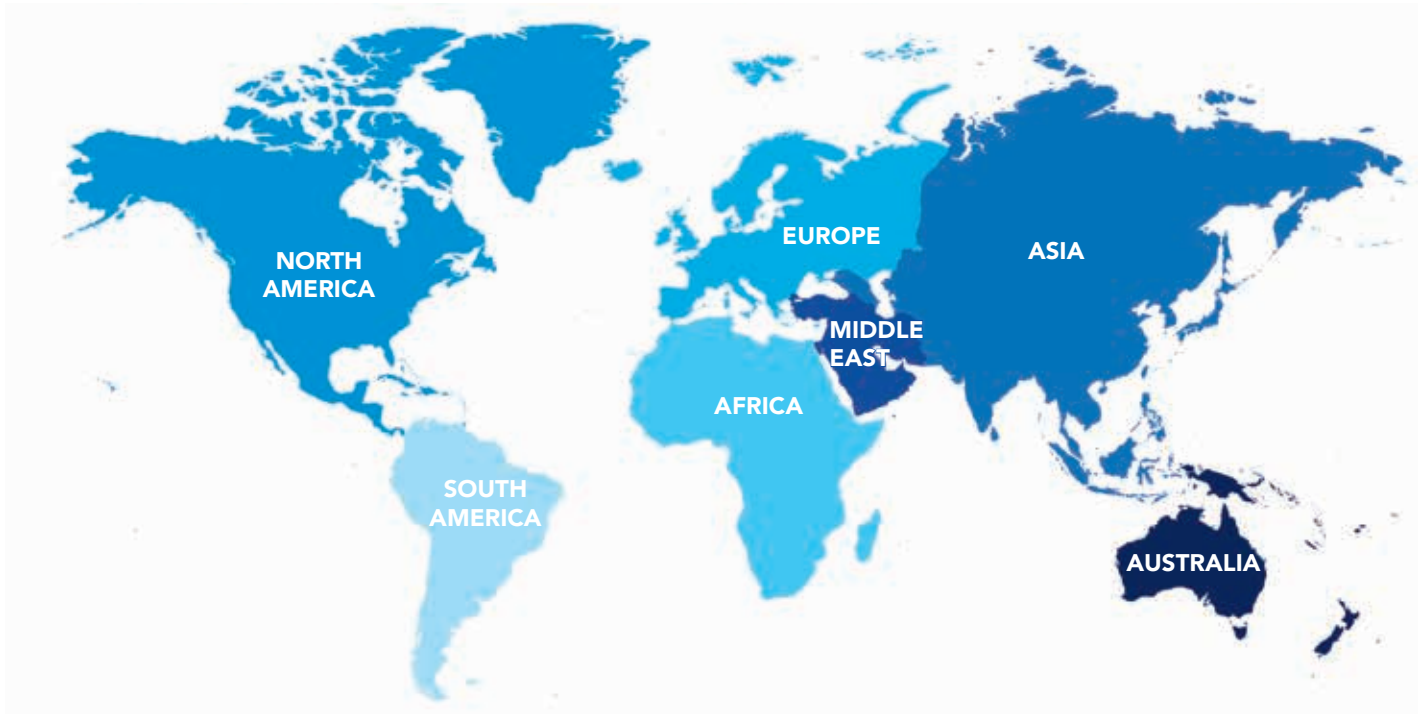 NORTH
AMERICA
EUROPE
ASIA
MIDDLE
EAST
AFRICA
SOUTH
AMERICA
AUSTRALIA